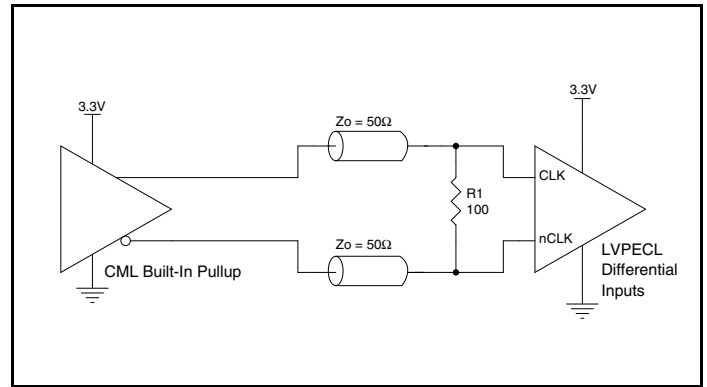 3.3V
3.3V
Zo = 50Ω
CLK
R1
100
nCLK
Zo = 50Ω
CML Built-In Pullup
LVPECL
Differential
Inputs